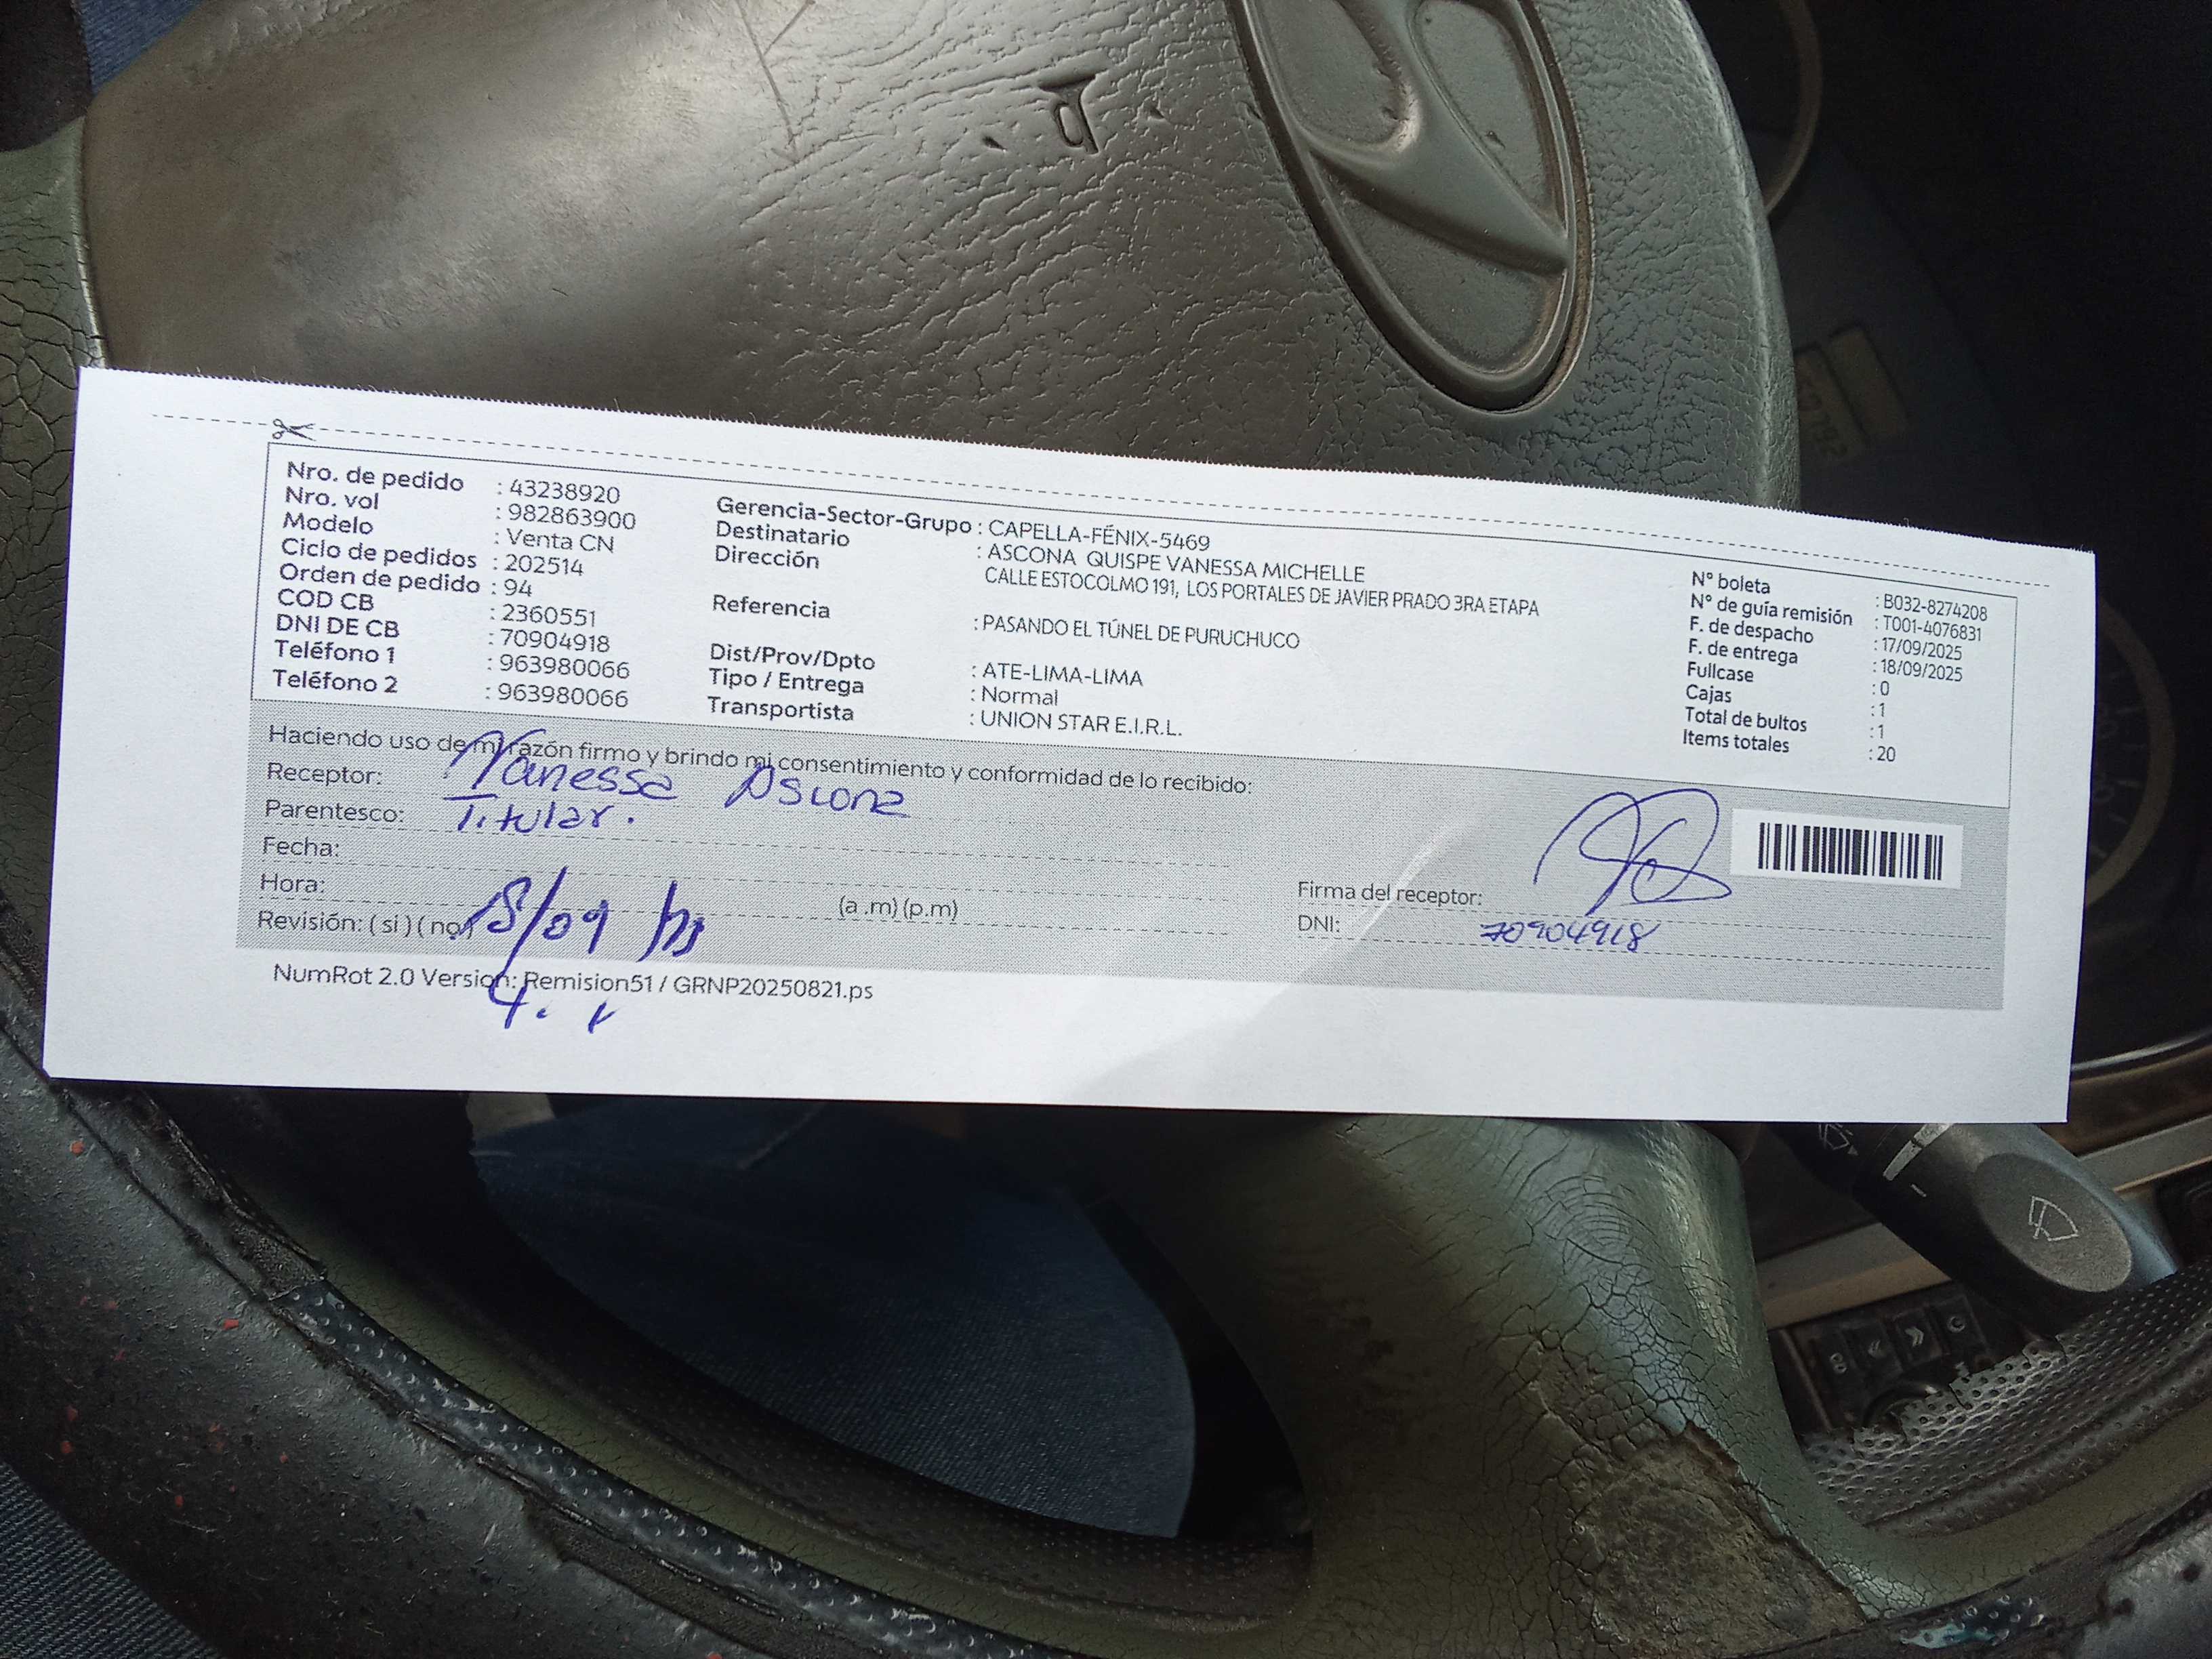 Nro. de pedido : 43238920
Nro. vol : 982863900
Modelo : Venta CN
Ciclo de pedidos : 202514
Orden de pedido : 94
COD CB : 2360551
DNI DE CB : 70904918
Teléfono 1 : 963980066
Teléfono 2 : 963980066
Gerencia-Sector-Grupo : CAPELLA-FÉNIX-5469
Destinatario : ASCONA QUISPE VANESSA MICHELLE
Dirección CALLE ESTOCOLMO 191, LOS PORTALES DE JAVIER PRADO 3RA ETAPA
Referencia : PASANDO EL TÚNEL DE PURUCHUCO
Dist/Prov/Dpto : ATE-LIMA-LIMA
Tipo / Entrega : Normal
Transportista : UNION STAR E.I.R.L.
N° boleta : B032-8274208
N° de guía remisión : T001-4076831
F. de despacho : 17/09/2025
F. de entrega : 18/09/2025
Fullcase : 0
Cajas : 1
Total de bultos : 1
Items totales : 20
Haciendo uso de mi razón firmo y brindo mi consentimiento y conformidad de lo recibido:
Receptor: Vanessa Ascona
Parentesco: Titular.
Fecha:
Hora: (a.m) (p.m)
Revisión: ( si ) ( no ) 18/09
Firma del receptor:
DNI: 70904918
NumRot 2.0 Version: Remision51 / GRNP20250821.ps